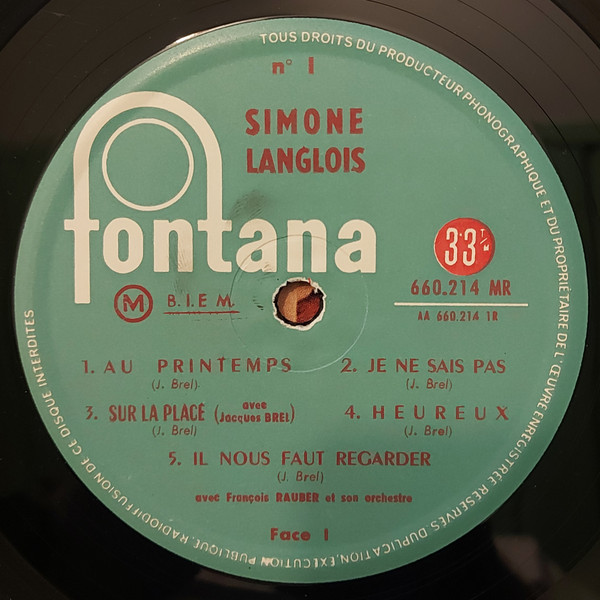 TOUS DROITS DU PRODUCTEUR PHONOGRAPHIQUE ET DU PROPRIÉTAIRE DE L'ŒUVRE ENREGISTRÉE RÉSERVÉS. DUPLICATION, EXÉCUTION PUBLIQUE, RADIODIFFUSION DE CE DISQUE INTERDITES
n° 1
SIMONE
LANGLOIS
fontana
33 T/M
660.214 MR
M B.I.E.M.
AA 660.214 1R
1. AU PRINTEMPS
(J. Brel).
2. JE NE SAIS PAS
(J. Brel)
3. SUR LA PLACE (avec Jacques BREL)
(J. Brel)
4. HEUREUX
(J. Brel)
5. IL NOUS FAUT REGARDER
(J. Brel)
avec François RAUBER et son orchestre
Face 1